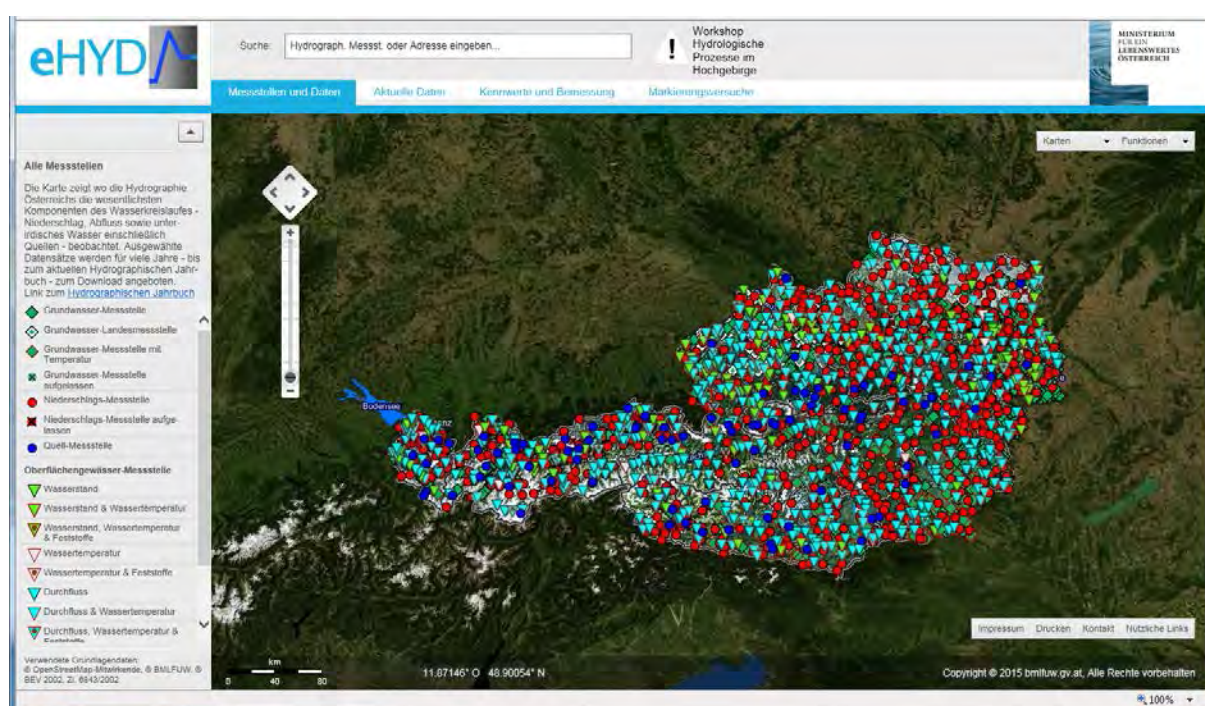 eHYD
Suche: Hydrograph. Messst. oder Adresse eingeben...
!
Workshop
Hydrologische
Prozesse im
Hochgebirge
MINISTERIUM
FÜR EIN
LEBENSWERTES
ÖSTERREICH
Messstellen und Daten Aktuelle Daten Kennwerte und Bemessung Markierungsversuche
Karten Funktionen
Alle Messstellen
Die Karte zeigt wo die Hydrographie
Österreichs die wesentlichsten
Komponenten des Wasserkreislaufes -
Niederschlag, Abfluss sowie unter-
irdisches Wasser einschließlich
Quellen - beobachtet. Ausgewählte
Datensätze werden für viele Jahre - bis
zum aktuellen Hydrographischen Jahr-
buch - zum Download angeboten.
Link zum Hydrographischen Jahrbuch
Grundwasser-Messstelle
Grundwasser-Landesmessstelle
Grundwasser-Messstelle mit
Temperatur
Grundwasser-Messstelle
aufgelassen
Niederschlags-Messstelle
Niederschlags-Messstelle aufge-
lassen
Quell-Messstelle
Oberflächengewässer-Messstelle
Wasserstand
Wasserstand & Wassertemperatur
Wasserstand, Wassertemperatur
& Feststoffe
Wassertemperatur
Wassertemperatur & Feststoffe
Durchfluss
Durchfluss & Wassertemperatur
Durchfluss, Wassertemperatur &
Feststoffe
Verwendete Grundlagendaten:
© OpenStreetMap-Mitwirkende, © BMLFUW, ©
BEV 2002, Zl. 6943/2002
Bodensee
km
0 40 80
11.87146° O 48.90054° N
Impressum Drucken Kontakt Nützliche Links
Copyright © 2015 bmlfuw.gv.at, Alle Rechte vorbehalten
100%